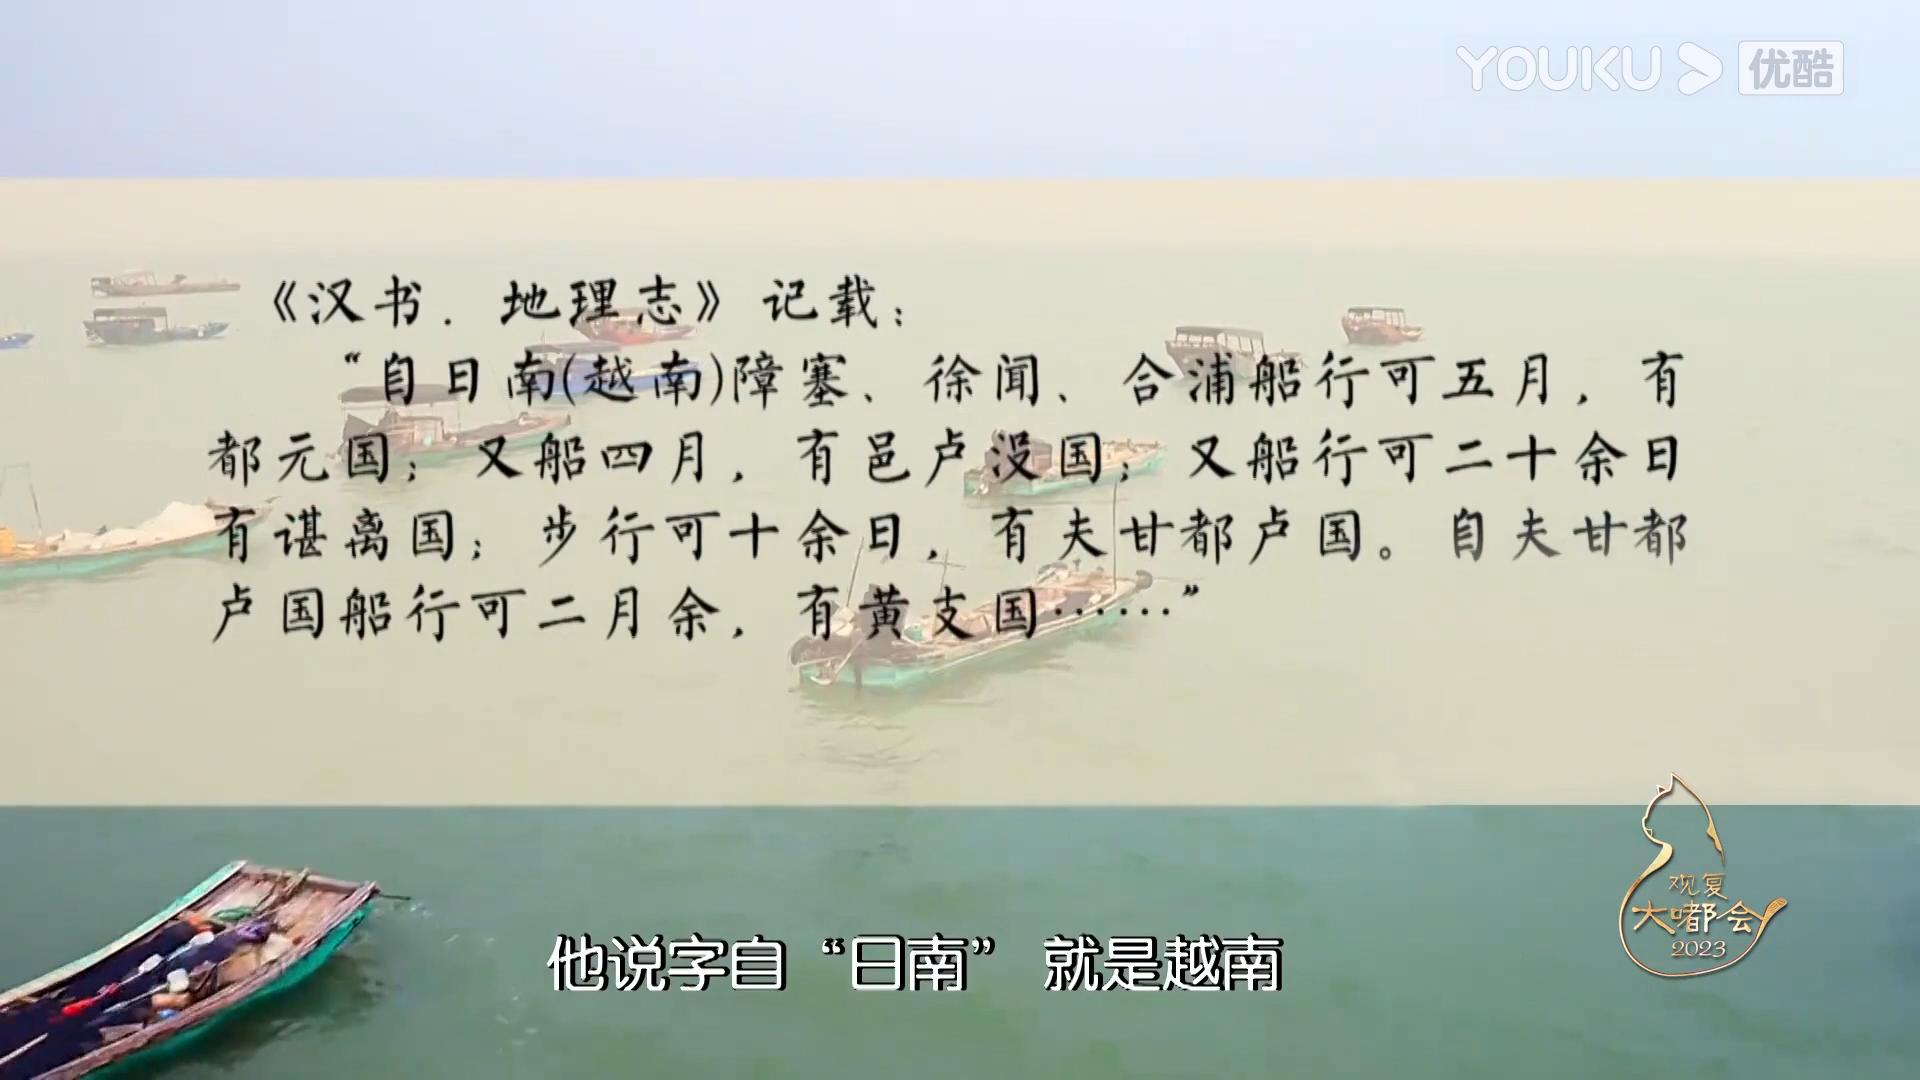 YOUKU 优酷
《汉书．地理志》记载：
“自日南(越南)障塞、徐闻、合浦船行可五月，有
都元国；又船四月，有邑卢没国；又船行可二十余日
有谌离国；步行可十余日，有夫甘都卢国。自夫甘都
卢国船行可二月余，有黄支国……”
观复
大嘟会
2023
他说字自“日南” 就是越南